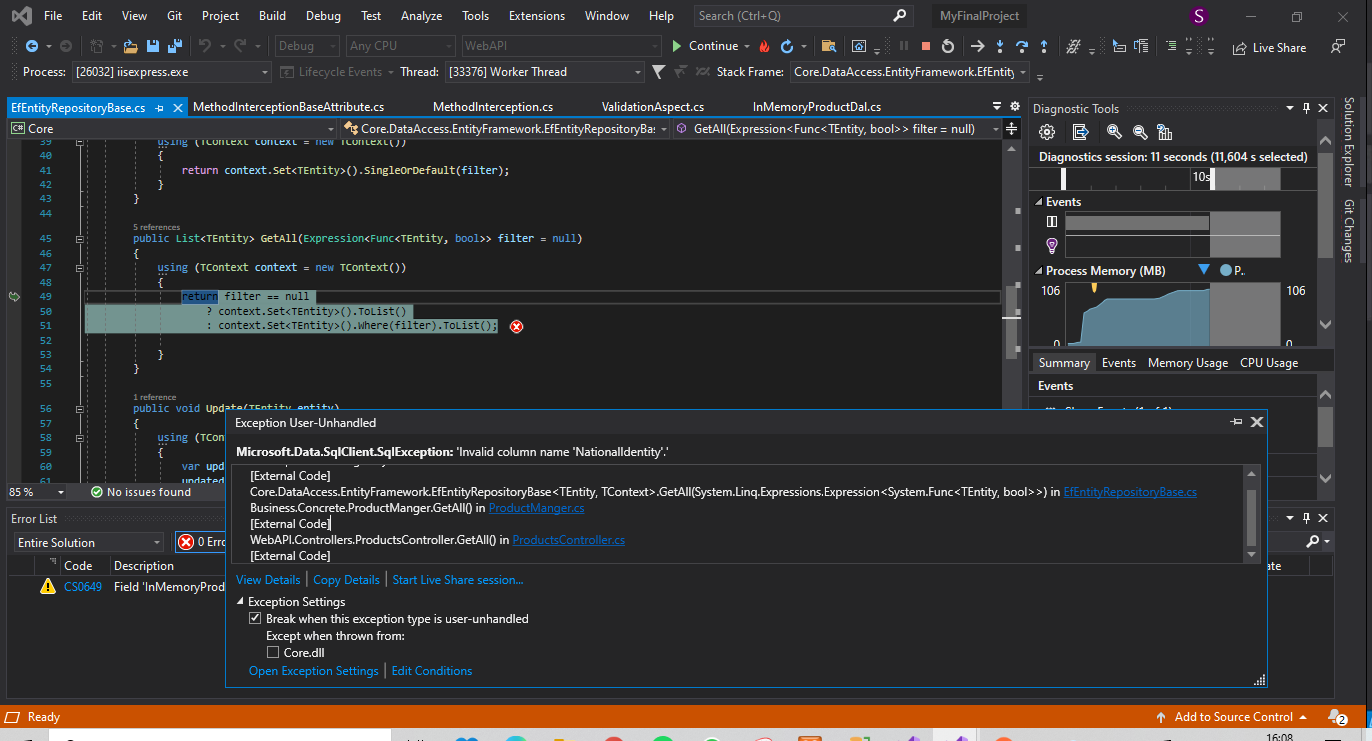 File Edit View Git Project Build Debug Test Analyze Tools Extensions Window Help Search (Ctrl+Q) MyFinalProject S
Debug Any CPU WebAPI Continue Live Share
Process: [26032] iisexpress.exe Lifecycle Events Thread: [33376] Worker Thread Stack Frame: Core.DataAccess.EntityFramework.EfEntity
EfEntityRepositoryBase.cs MethodInterceptionBaseAttribute.cs MethodInterception.cs ValidationAspect.cs InMemoryProductDal.cs
C# Core Core.DataAccess.EntityFramework.EfEntityRepositoryBa GetAll(Expression<Func<TEntity, bool>> filter = null)
39 using (TContext context = new TContext())
40 {
41 return context.Set<TEntity>().SingleOrDefault(filter);
42 }
43 }
44
5 references
45 public List<TEntity> GetAll(Expression<Func<TEntity, bool>> filter = null)
46 {
47 using (TContext context = new TContext())
48 {
49 return filter == null
50 ? context.Set<TEntity>().ToList()
51 : context.Set<TEntity>().Where(filter).ToList();
52
53 }
54 }
55
1 reference
56 public void Update(TEntity entity)
57 {
58 using (TCon
59 {
60 var upd
61 updated
85 % No issues found
Diagnostic Tools
Diagnostics session: 11 seconds (11,604 s selected)
10s
Events
Process Memory (MB) P..
106 106
0 0
Summary Events Memory Usage CPU Usage
Events
Solution Explorer
Git Changes
Exception User-Unhandled
Microsoft.Data.SqlClient.SqlException: 'Invalid column name 'NationalIdentity'.'
[External Code]
Core.DataAccess.EntityFramework.EfEntityRepositoryBase<TEntity, TContext>.GetAll(System.Linq.Expressions.Expression<System.Func<TEntity, bool>>) in EfEntityRepositoryBase.cs
Business.Concrete.ProductManger.GetAll() in ProductManger.cs
[External Code]
WebAPI.Controllers.ProductsController.GetAll() in ProductsController.cs
[External Code]
View Details Copy Details Start Live Share session...
Exception Settings
Break when this exception type is user-unhandled
Except when thrown from:
Core.dll
Open Exception Settings Edit Conditions
Error List
Entire Solution 0 Erro
Code Description ate
CS0649 Field 'InMemoryProd
Ready Add to Source Control 2
16:08